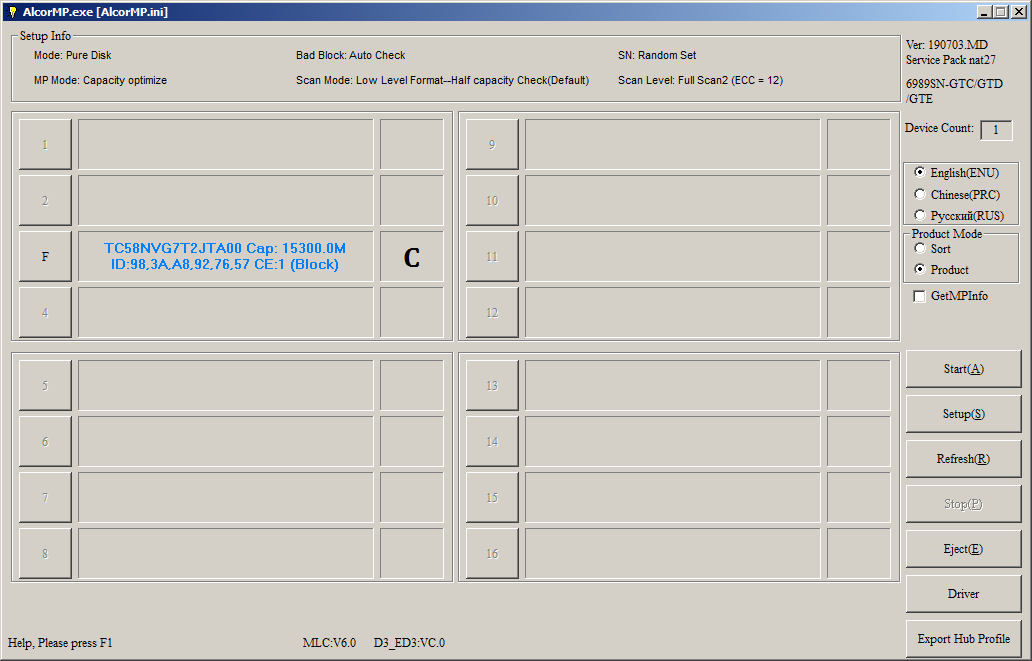 AlcorMP.exe [AlcorMP.ini]
Setup Info
Mode: Pure Disk
Bad Block: Auto Check
SN: Random Set
MP Mode: Capacity optimize
Scan Mode: Low Level Format--Half capacity Check(Default)
Scan Level: Full Scan2 (ECC = 12)
Ver: 190703.MD
Service Pack nat27
6989SN-GTC/GTD
/GTE
Device Count: 1
1
2
F
TC58NVG7T2JTA00 Cap: 15300.0M
ID:98,3A,A8,92,76,57 CE:1 (Block)
C
4
9
10
11
12
5
6
7
8
13
14
15
16
English(ENU)
Chinese(PRC)
Русский(RUS)
Product Mode
Sort
Product
GetMPInfo
Start(A)
Setup(S)
Refresh(R)
Stop(P)
Eject(E)
Driver
Export Hub Profile
Help, Please press F1
MLC:V6.0
D3_ED3:VC.0